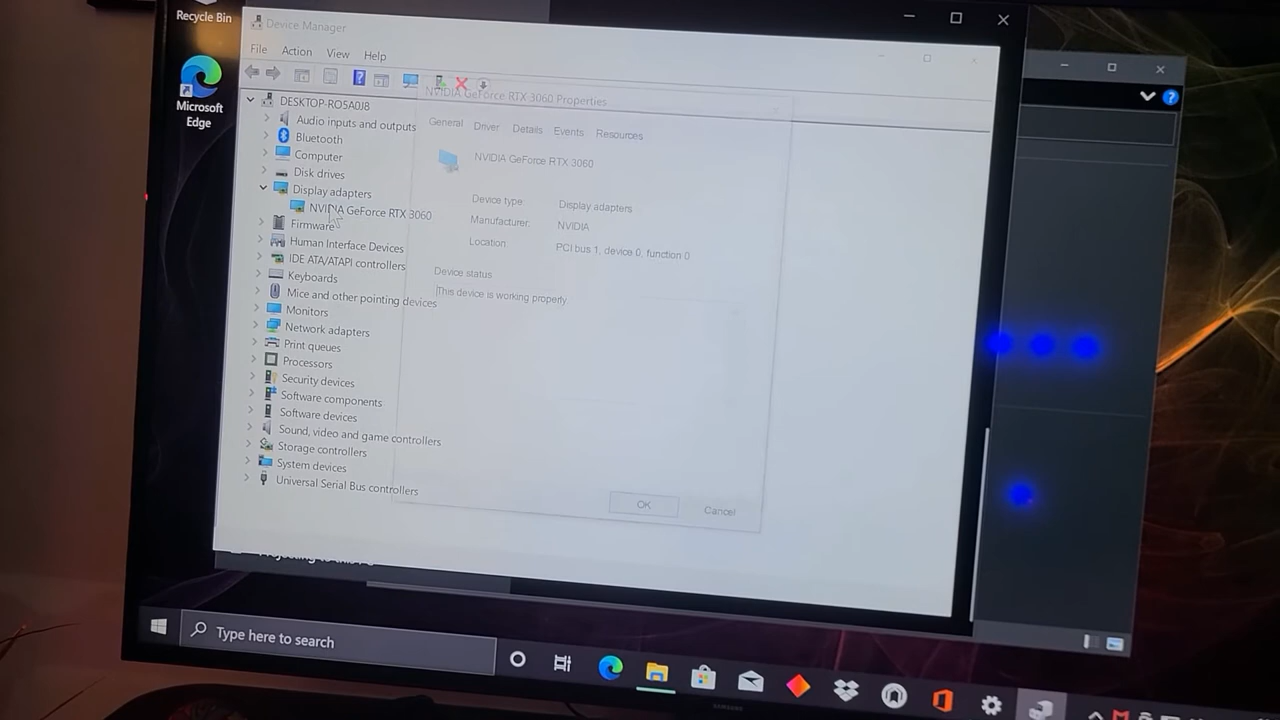 Recycle Bin
Microsoft
Edge
Device Manager
File Action View Help
DESKTOP-RO5A0J8
Audio inputs and outputs
Bluetooth
Computer
Disk drives
Display adapters
NVIDIA GeForce RTX 3060
Firmware
Human Interface Devices
IDE ATA/ATAPI controllers
Keyboards
Mice and other pointing devices
Monitors
Network adapters
Print queues
Processors
Security devices
Software components
Software devices
Sound, video and game controllers
Storage controllers
System devices
Universal Serial Bus controllers
NVIDIA GeForce RTX 3060 Properties
General Driver Details Events Resources
NVIDIA GeForce RTX 3060
Device type: Display adapters
Manufacturer: NVIDIA
Location: PCI bus 1, device 0, function 0
Device status
This device is working properly.
OK Cancel
Type here to search
SAMSUNG